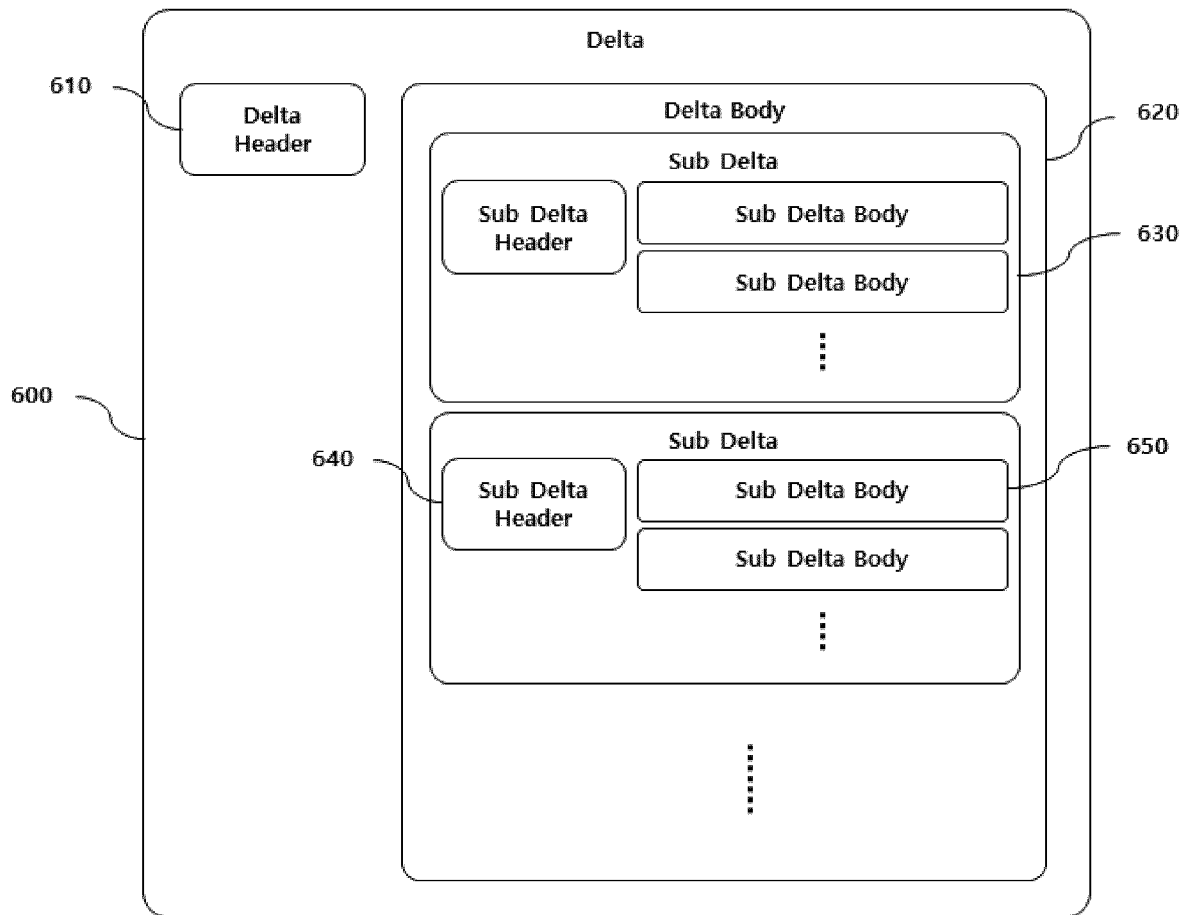 Delta
610
Delta
Header
Delta Body
620
Sub Delta
Sub Delta
Header
Sub Delta Body
630
Sub Delta Body
600
Sub Delta
640
Sub Delta
Header
Sub Delta Body
650
Sub Delta Body